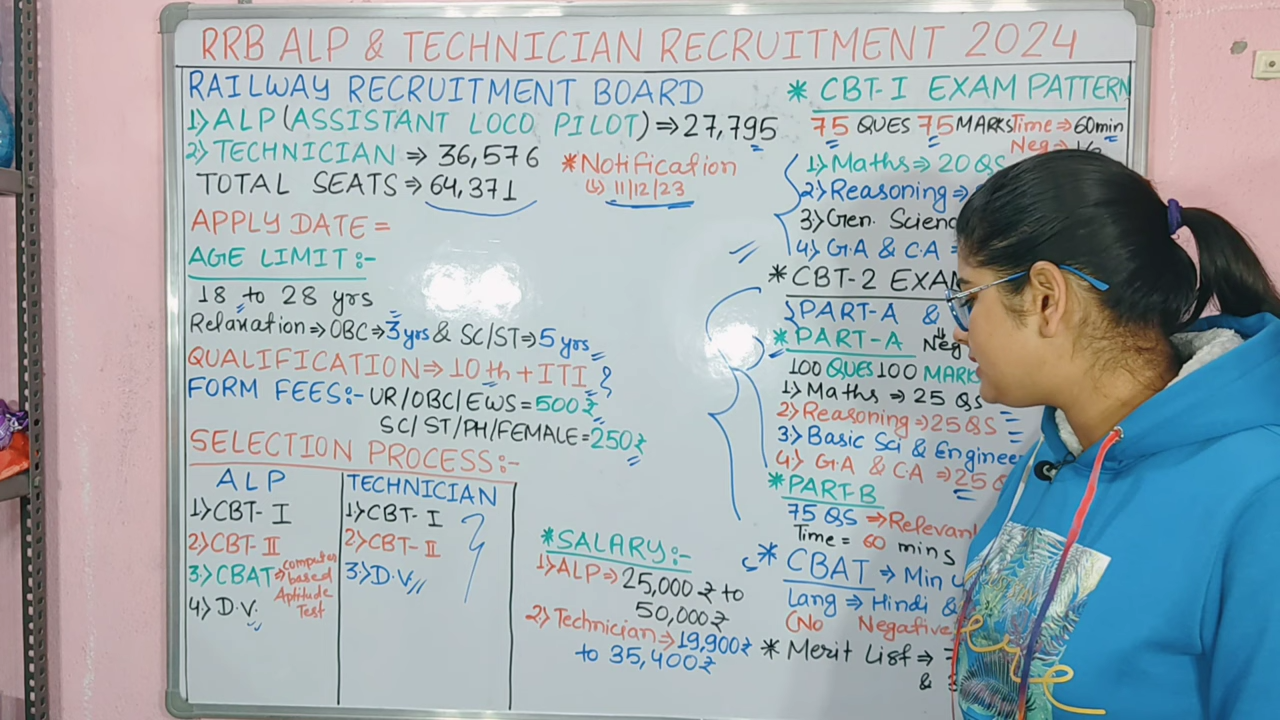 RRB ALP & TECHNICIAN RECRUITMENT 2024
RAILWAY RECRUITMENT BOARD
1) ALP (ASSISTANT LOCO PILOT) ⇒ 27,795
2) TECHNICIAN ⇒ 36,576
TOTAL SEATS ⇒ 64,371
*Notification
↳ 11/12/23
APPLY DATE =
AGE LIMIT :-
18 to 28 yrs
Relaxation ⇒ OBC ⇒ 3 yrs & SC/ST ⇒ 5 yrs
QUALIFICATION ⇒ 10th + ITI
FORM FEES:- UR/OBC/EWS = 500₹
SC/ST/PH/FEMALE = 250₹
SELECTION PROCESS:-
ALP
1) CBT- I
2) CBT- II
3) CBAT ⇒ computer based Aptitude Test
4) D.V.
TECHNICIAN
1) CBT- I
2) CBT- II
3) D.V
*SALARY:-
1) ALP ⇒ 25,000 ₹ to
50,000 ₹
2) Technician ⇒ 19,900₹
to 35,400₹
* CBT-I EXAM PATTERN
75 QUES 75 MARKS Time ⇒ 60min
Neg ⇒
1) Maths ⇒ 20 QS
2) Reasoning ⇒
3) Gen.
4) G.A & C.A =
* CBT-2
PART-A &
* PART-A Neg
100 QUES 100 MARKS
1) Maths ⇒ 25 QS
2) Reasoning ⇒ 25 QS
3) Basic Sci &
4) G.A & CA ⇒ 25
* PART-B
75 QS ⇒ Relevant
Time = 60 mins
* CBAT ⇒ Min
Lang ⇒ Hindi &
(No Negative
* Merit List ⇒
&